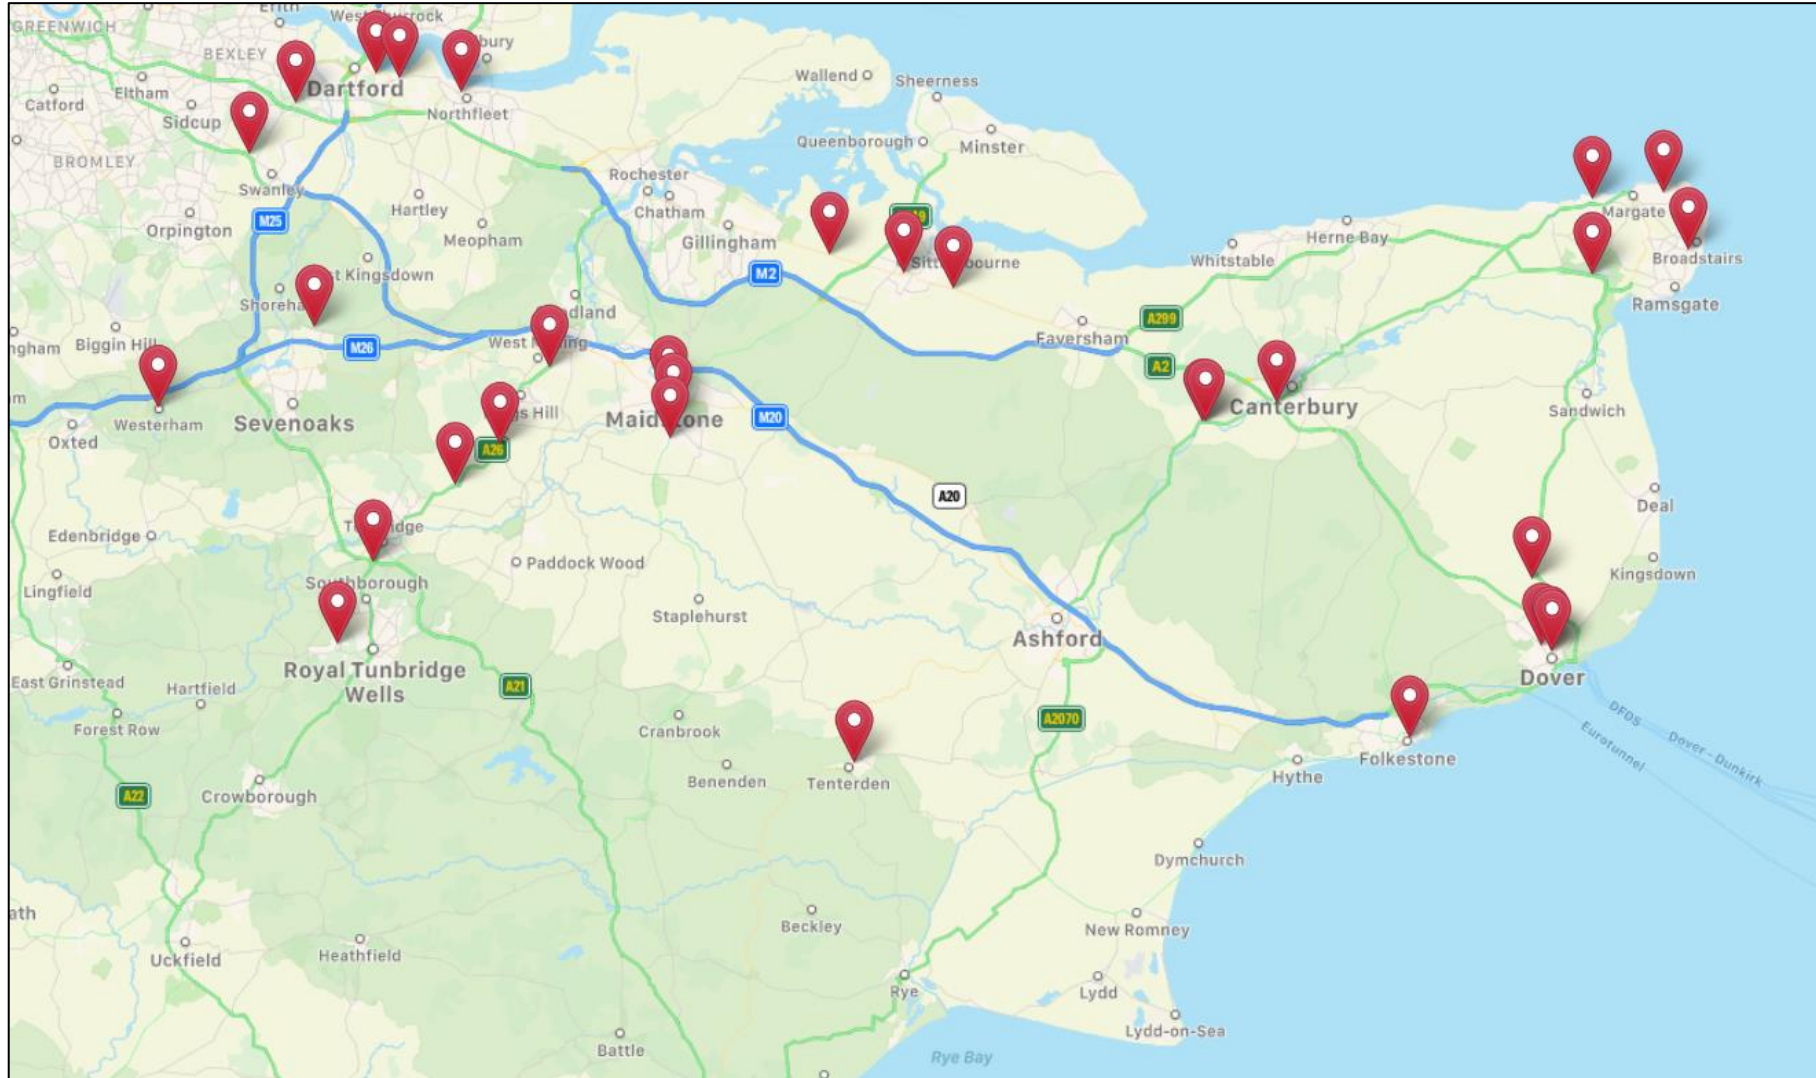 GREENWICH
BEXLEY
Dartford
Catford
Eltham
Sidcup
Northfleet
BROMLEY
Swanley
Orpington
Hartley
Meopham
M25
Rochester
Chatham
Gillingham
Wallend
Sheerness
Queenborough
Minster
M2
Margate
Broadstairs
Ramsgate
Herne Bay
Whitstable
Faversham
A299
A2
Canterbury
Sandwich
Deal
Kingsdown
Kingsdown
Biggin Hill
M26
Westerham
Oxted
Sevenoaks
Hill
A26
M20
A20
Edenbridge
Lingfield
Southborough
Paddock Wood
Staplehurst
Royal Tunbridge
Wells
East Grinstead
Hartfield
Forest Row
A21
A22
Crowborough
Cranbrook
Benenden
Tenterden
Ashford
A2070
Dover
Folkestone
Hythe
DFDS
Dover - Dunkirk
Eurotunnel
Dymchurch
New Romney
Lydd
Lydd-on-Sea
Rye
Rye Bay
Beckley
Battle
Heathfield
Uckfield